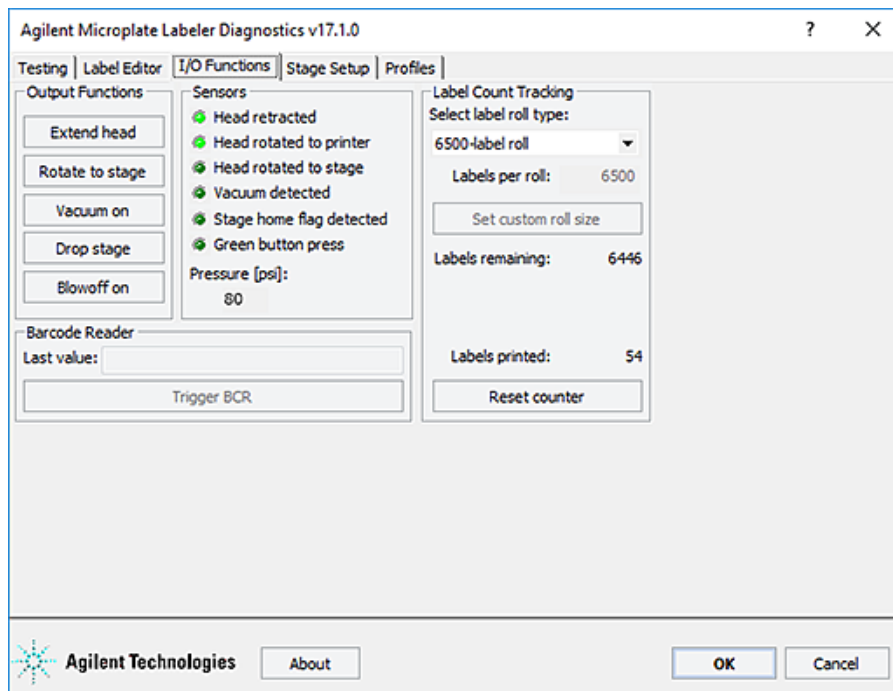 Agilent Microplate Labeler Diagnostics v17.1.0
Testing Label Editor I/O Functions Stage Setup Profiles
Output Functions
Extend head
Rotate to stage
Vacuum on
Drop stage
Blowoff on
Sensors
Head retracted
Head rotated to printer
Head rotated to stage
Vacuum detected
Stage home flag detected
Green button press
Pressure [psi]:
80
Label Count Tracking
Select label roll type:
6500-label roll
Labels per roll: 6500
Set custom roll size
Labels remaining: 6446
Labels printed: 54
Reset counter
Barcode Reader
Last value:
Trigger BCR
Agilent Technologies
About
OK
Cancel